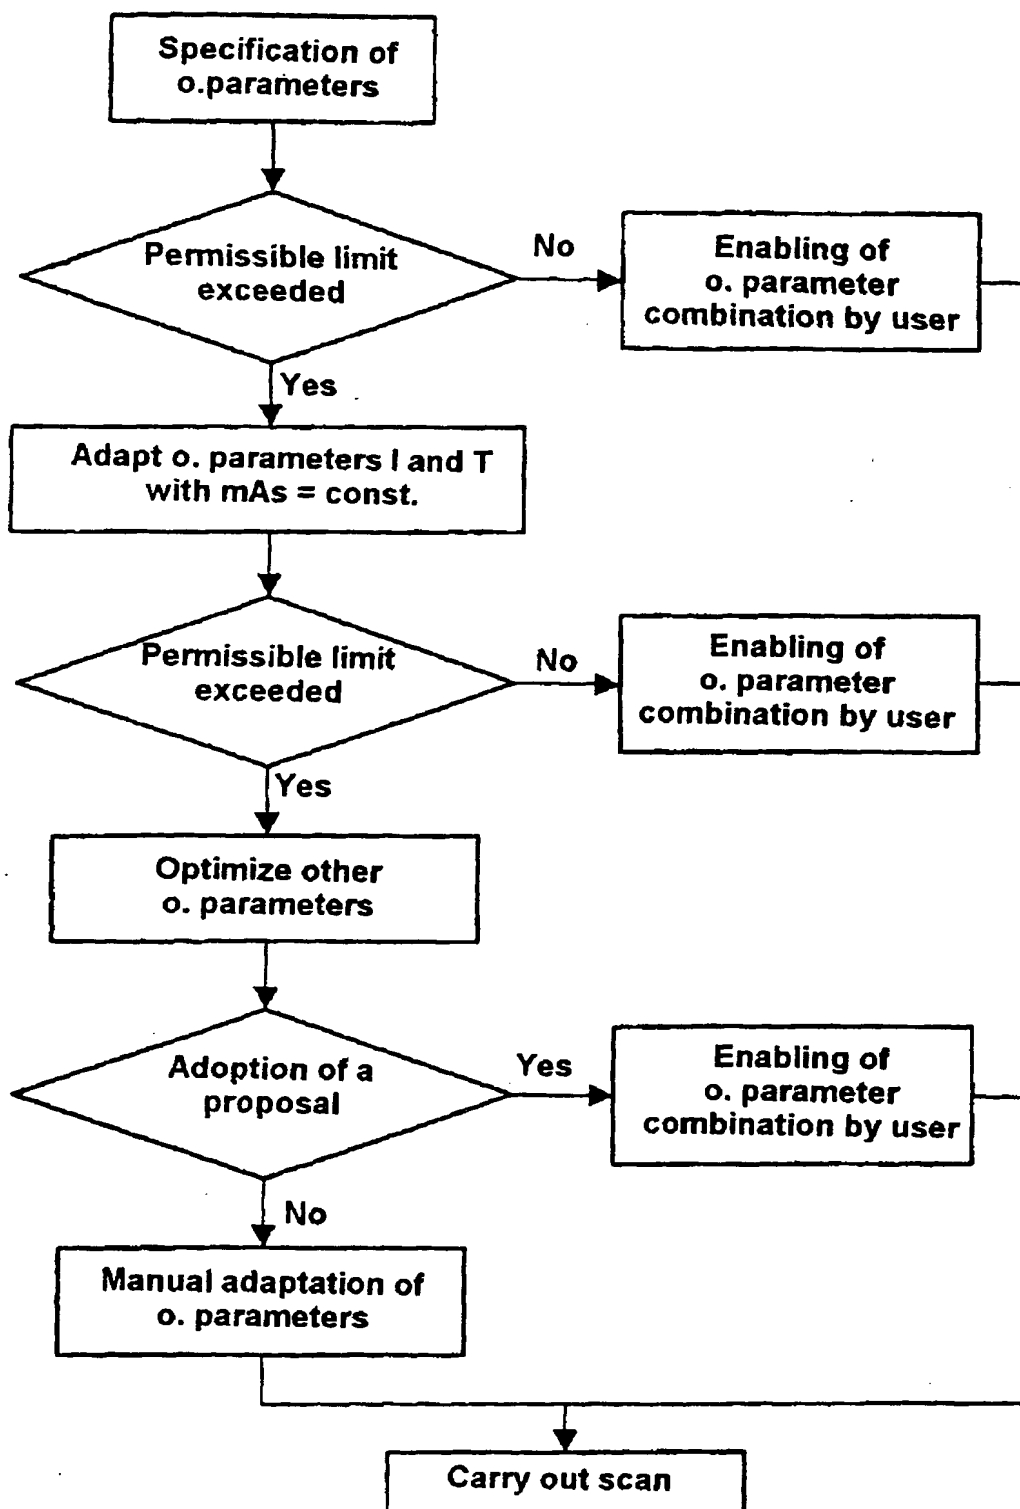 Specification of
o.parameters
Permissible limit
exceeded
No
Enabling of
o. parameter
combination by user
Yes
Adapt o. parameters I and T
with mAs = const.
Permissible limit
exceeded
No
Enabling of
o. parameter
combination by user
Yes
Optimize other
o. parameters
Adoption of a
proposal
Yes
Enabling of
o. parameter
combination by user
No
Manual adaptation of
o. parameters
Carry out scan